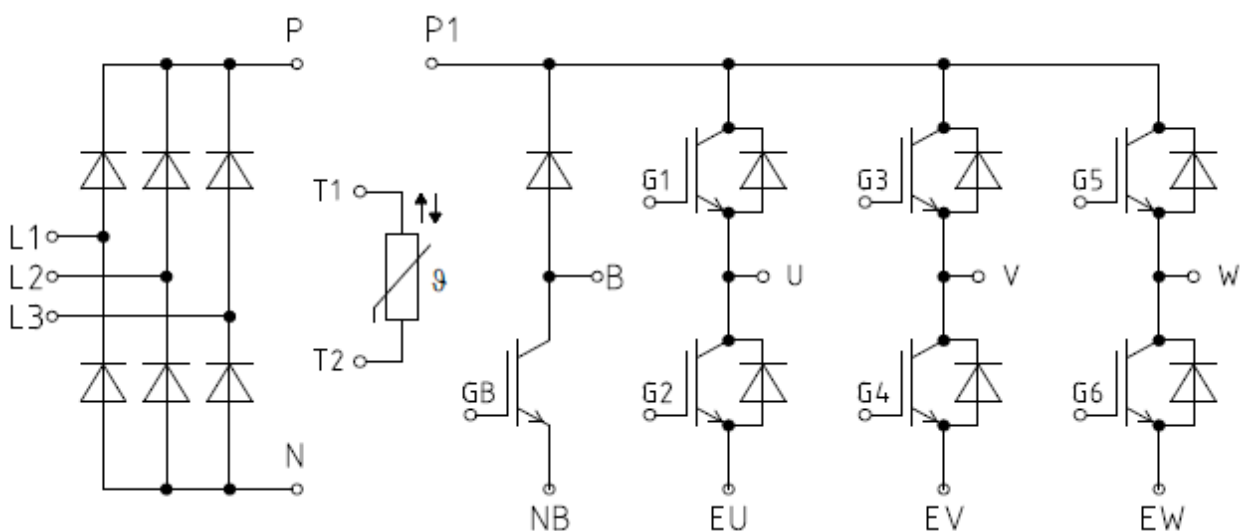 P P1
T1 G1 G3 G5
L1
L2 ϑ B U V W
L3
T2 GB G2 G4 G6
N
NB EU EV EW